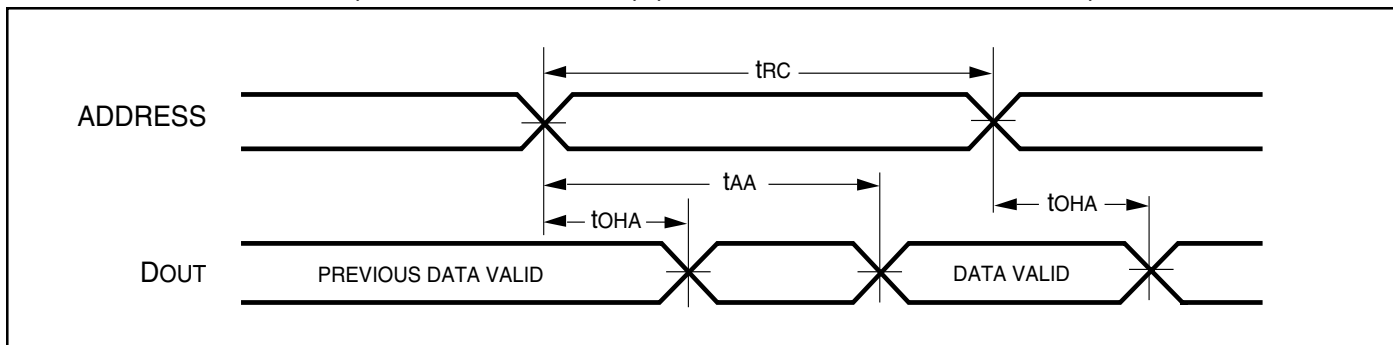 tRC
ADDRESS
tAA
tOHA
tOHA
DOUT
PREVIOUS DATA VALID
DATA VALID